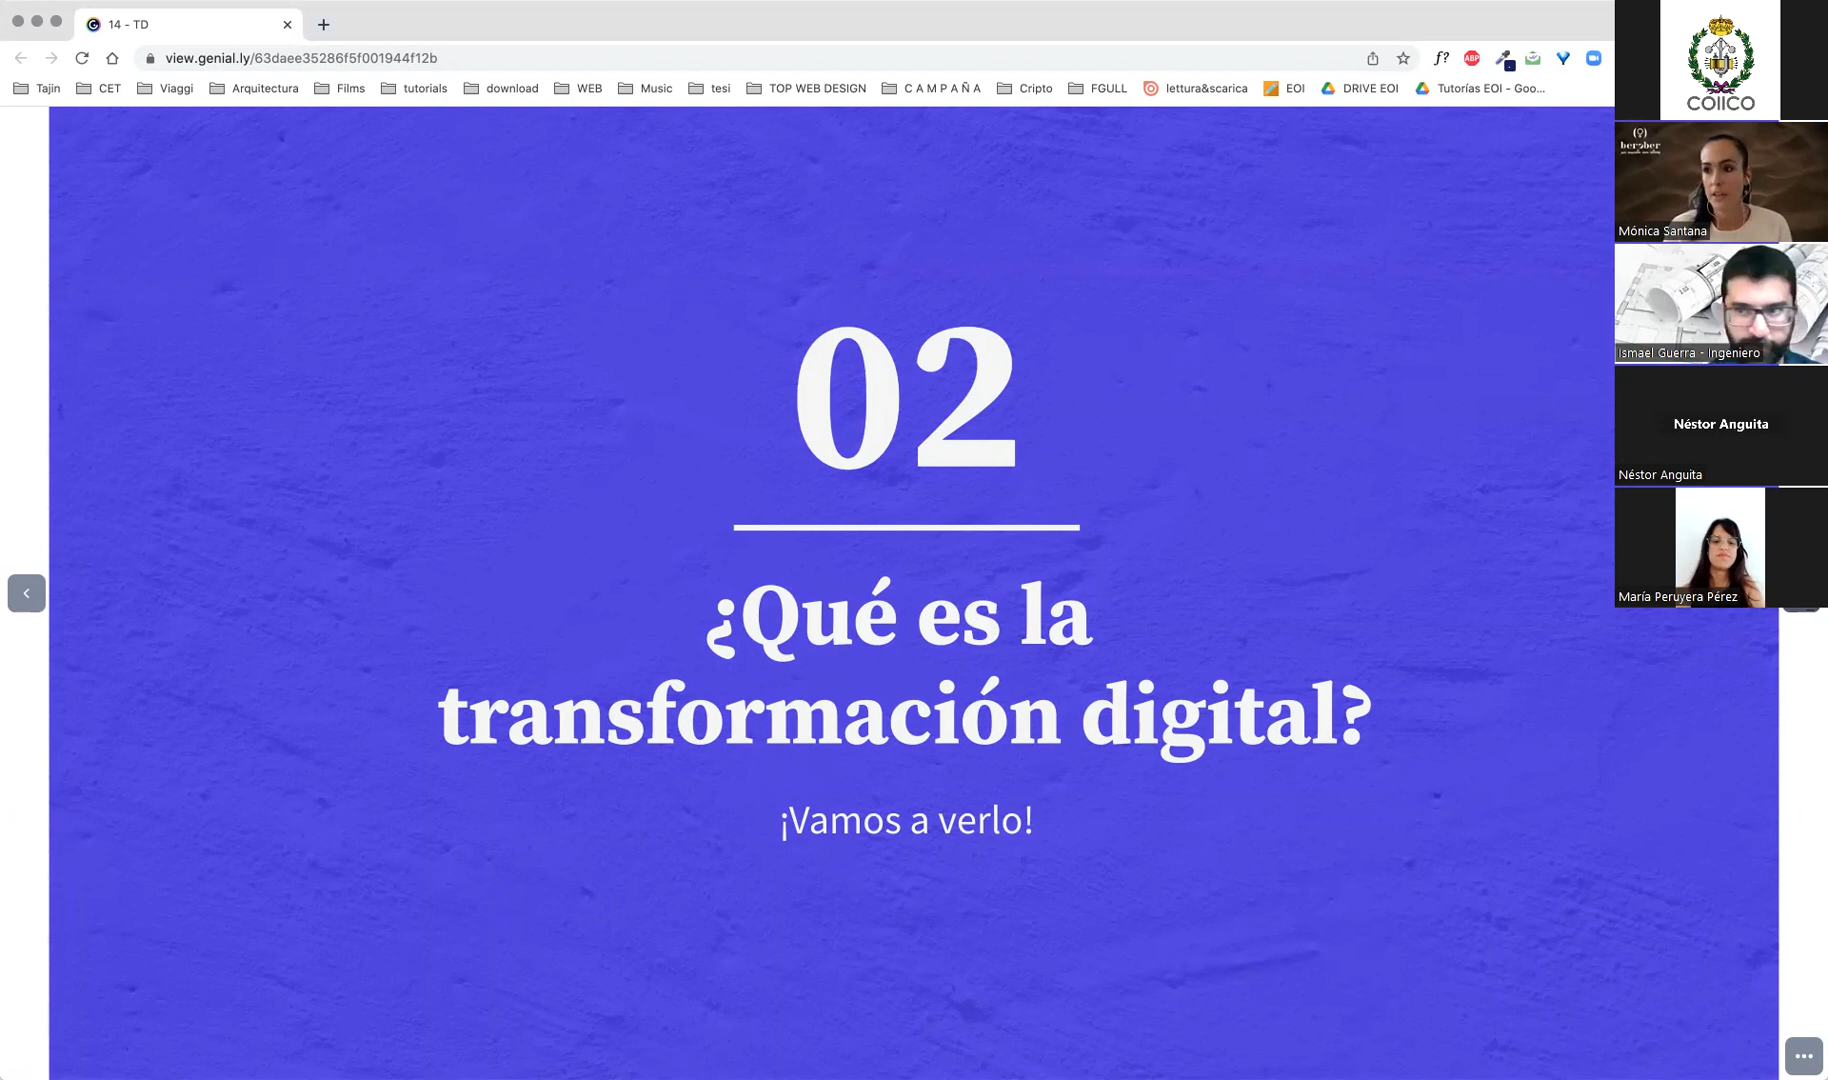 14 - TD
view.genial.ly/63daee35286f5f001944f12b
f?
ABP
Tajin
CET
Viaggi
Arquitectura
Films
tutorials
download
WEB
Music
tesi
TOP WEB DESIGN
C A M P A Ñ A
Cripto
FGULL
lettura&scarica
EOI
DRIVE EOI
Tutorías EOI - Goo...
02
¿Qué es la
transformación digital?
¡Vamos a verlo!
COIICO
Mónica Santana
Ismael Guerra - Ingeniero
Néstor Anguita
Néstor Anguita
María Peruyera Pérez